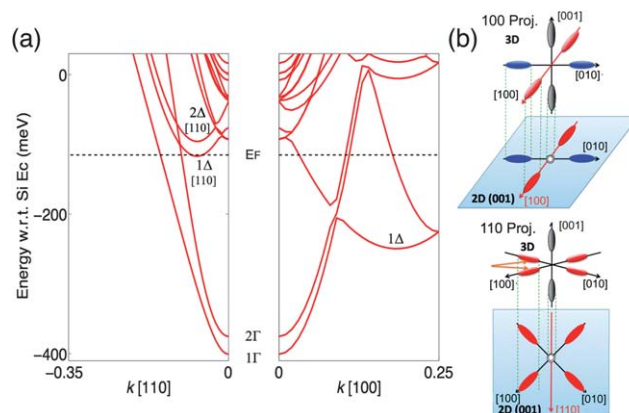 (a)
0
−200
−400
Energy w.r.t. Si Ec (meV)
2Δ
[110]
1Δ
[110]
EF
2Γ
1Γ
1Δ
−0.35
0
k [110]
0
0.25
k [100]
(b)
100 Proj.
[001]
3D
[010]
[100]
[010]
2D (001)
[100]
110 Proj.
[001]
3D
[100]
[010]
[100]
[010]
2D (001)
[110]